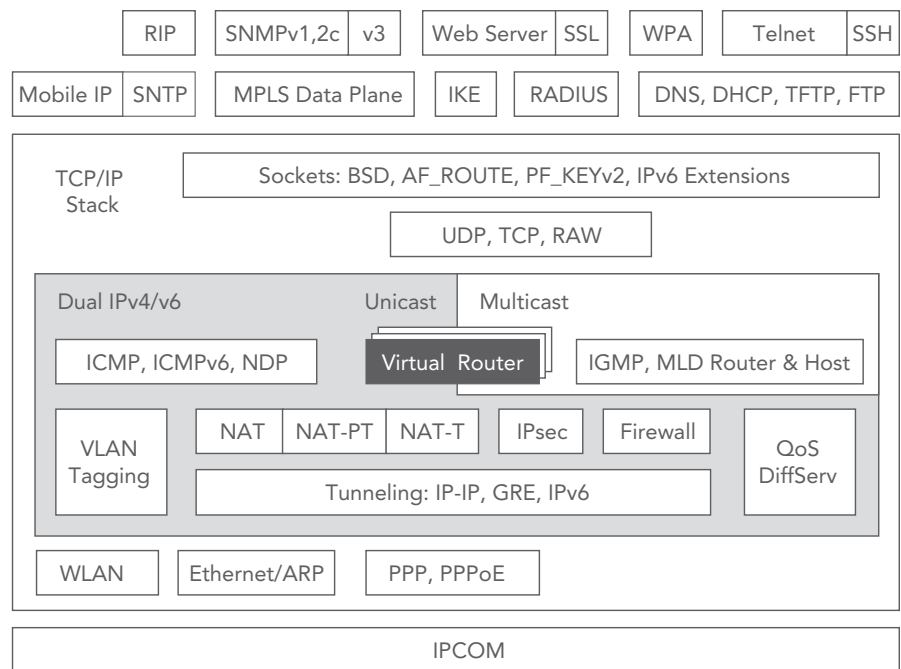 RIP
SNMPv1,2c
v3
Web Server
SSL
WPA
Telnet
SSH
Mobile IP
SNTP
MPLS Data Plane
IKE
RADIUS
DNS, DHCP, TFTP, FTP
TCP/IP
Stack
Sockets: BSD, AF_ROUTE, PF_KEYv2, IPv6 Extensions
UDP, TCP, RAW
Dual IPv4/v6
Unicast
Multicast
ICMP, ICMPv6, NDP
Virtual Router
IGMP, MLD Router & Host
VLAN
Tagging
NAT
NAT-PT
NAT-T
IPsec
Firewall
QoS
DiffServ
Tunneling: IP-IP, GRE, IPv6
WLAN
Ethernet/ARP
PPP, PPPoE
IPCOM